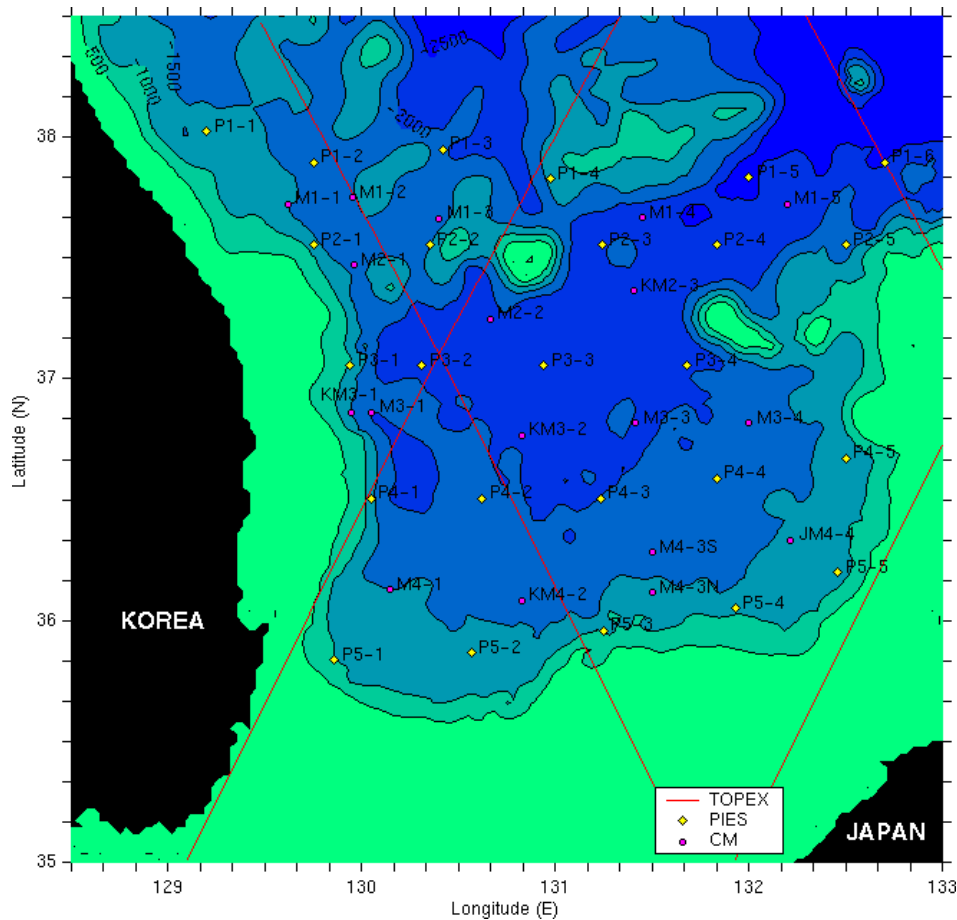 -500
-1000
-1500
-2500
-2000
38
P1-1
P1-2
P1-3
P1-4
P1-5
P1-6
M1-1
M1-2
M1-3
M1-4
M1-5
P2-1
P2-2
P2-3
P2-4
P2-5
M2-1
M2-2
KM2-3
37
P3-1
P3-2
P3-3
P3-4
KM3-1
M3-1
KM3-2
M3-3
M3-4
P4-1
P4-2
P4-3
P4-4
P4-5
M4-3S
JM4-4
M4-1
KM4-2
M4-3N
36
P5-1
P5-2
P5-3
P5-4
P5-5
KOREA
JAPAN
TOPEX
PIES
CM
35
129
130
131
132
133
Longitude (E)
Latitude (N)